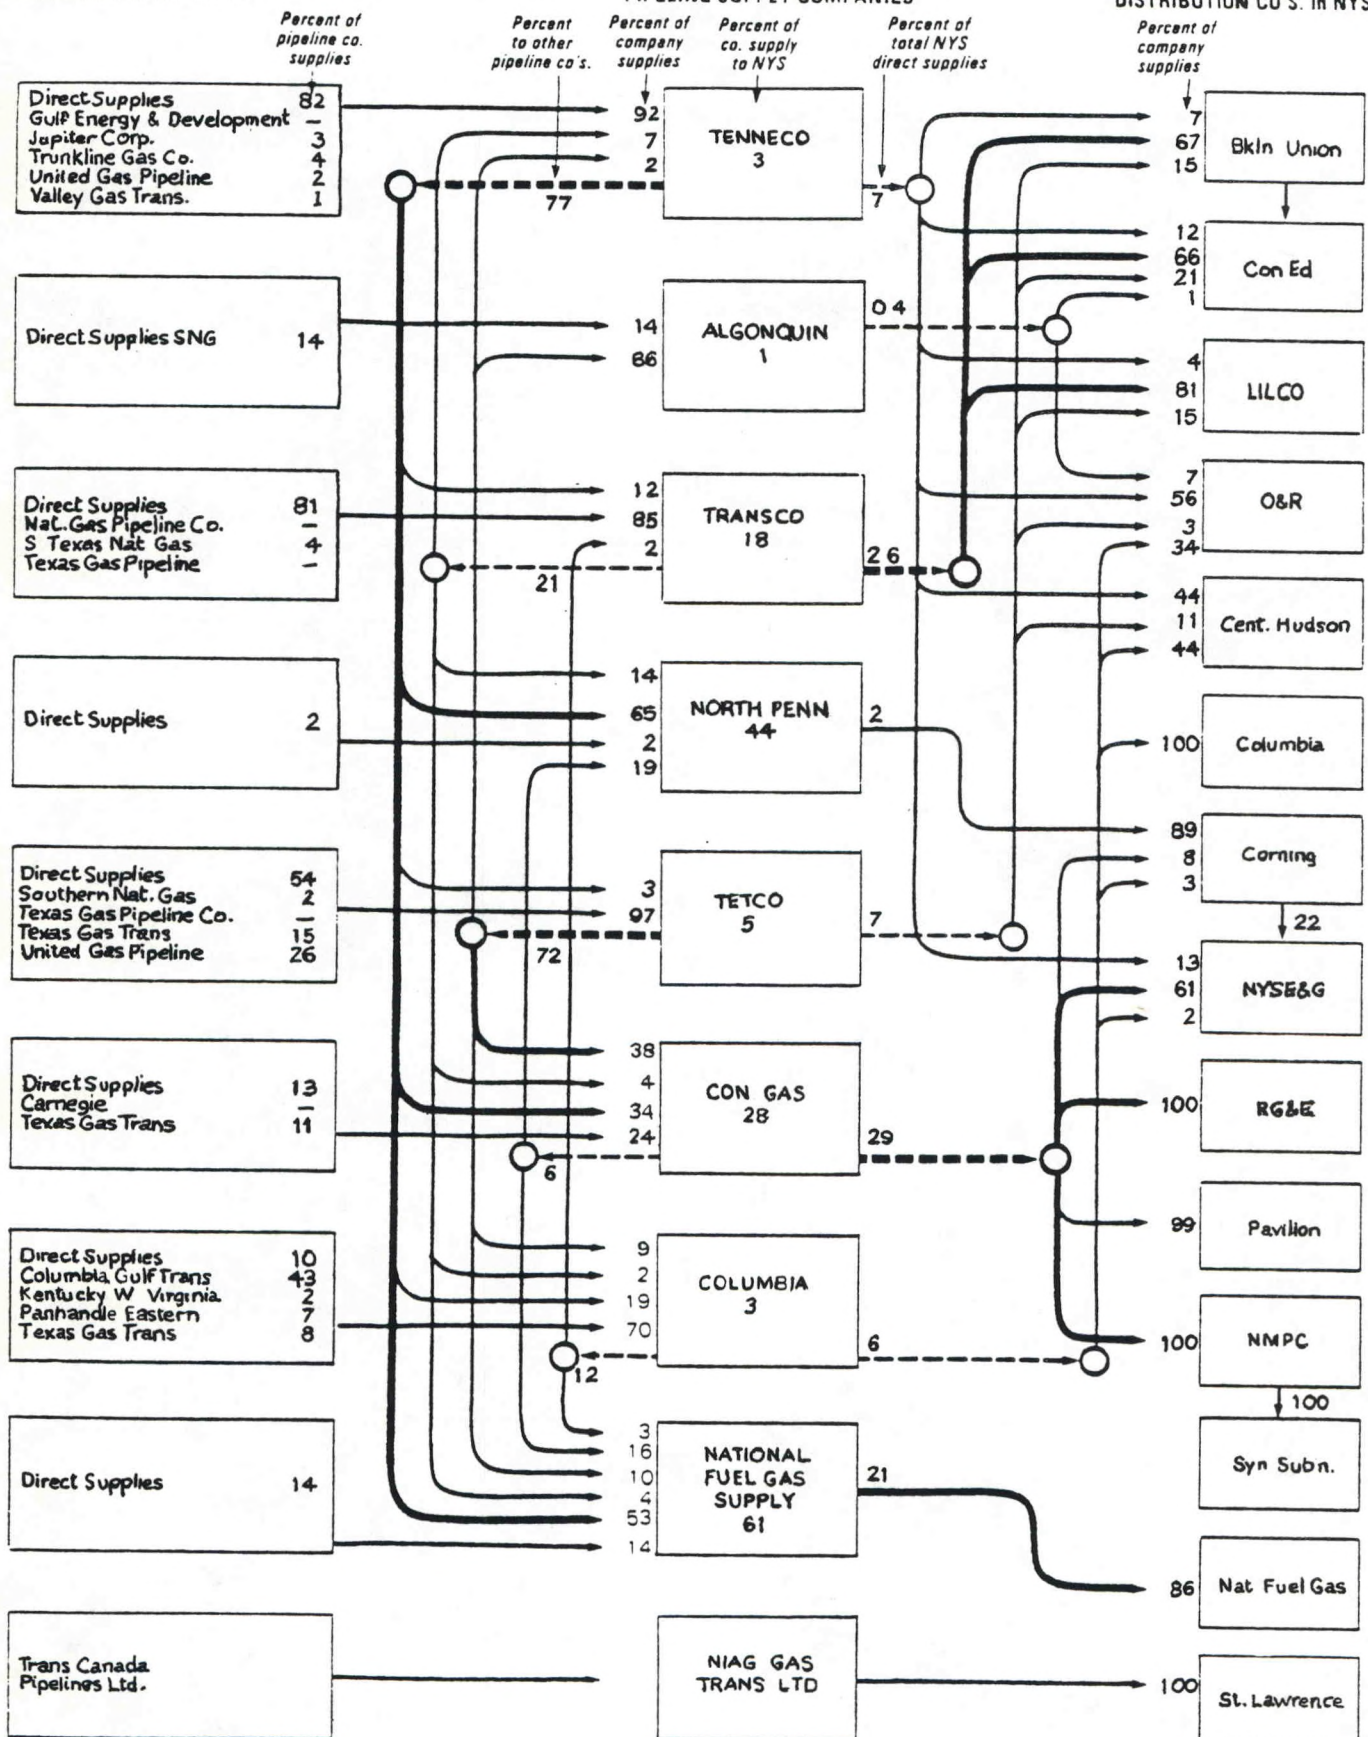 PIPELINE SUPPLY COMPANIES
DISTRIBUTION CO'S. IN NYS
Percent of
pipeline co.
supplies
Percent
to other
pipeline co's.
Percent of
company
supplies
Percent of
co. supply
to NYS
Percent of
total NYS
direct supplies
Percent of
company
supplies
Direct Supplies 82
Gulf Energy & Development —
Jupiter Corp. 3
Trunkline Gas Co. 4
United Gas Pipeline 2
Valley Gas Trans. 1
92
7
2
77
TENNECO
3
7
7
67
15
Bkln Union
12
66
21
1
Con Ed
Direct Supplies SNG 14
14
86
ALGONQUIN
1
0 4
4
81
15
LILCO
Direct Supplies 81
Nat. Gas Pipeline Co. —
S Texas Nat Gas 4
Texas Gas Pipeline —
12
85
2
21
TRANSCO
18
26
7
56
3
34
O&R
44
11
44
Cent. Hudson
Direct Supplies 2
14
65
2
19
NORTH PENN
44
2
100
Columbia
89
8
3
Corning
22
Direct Supplies 54
Southern Nat. Gas 2
Texas Gas Pipeline Co. —
Texas Gas Trans 15
United Gas Pipeline 26
3
97
72
TETCO
5
7
13
61
2
NYSE&G
Direct Supplies 13
Carnegie —
Texas Gas Trans 11
38
4
34
24
6
CON GAS
28
29
100
RG&E
99
Pavilion
Direct Supplies 10
Columbia Gulf Trans 43
Kentucky W Virginia 2
Panhandle Eastern 7
Texas Gas Trans 8
9
2
19
70
12
COLUMBIA
3
6
100
NMPC
100
Syn Subn.
Direct Supplies 14
3
16
10
4
53
14
NATIONAL
FUEL GAS
SUPPLY
61
21
86
Nat Fuel Gas
Trans Canada
Pipelines Ltd.
NIAG GAS
TRANS LTD
100
St. Lawrence